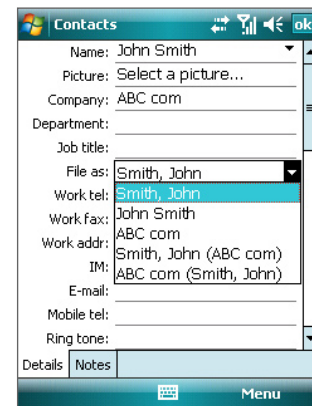 Contacts ok
Name: John Smith
Picture: Select a picture...
Company: ABC com
Department:
Job title:
File as: Smith, John
Work tel: Smith, John
Work fax: John Smith
Work addr: ABC com
IM: Smith, John (ABC com)
ABC com (Smith, John)
E-mail:
Mobile tel:
Ring tone:
Details Notes
Menu